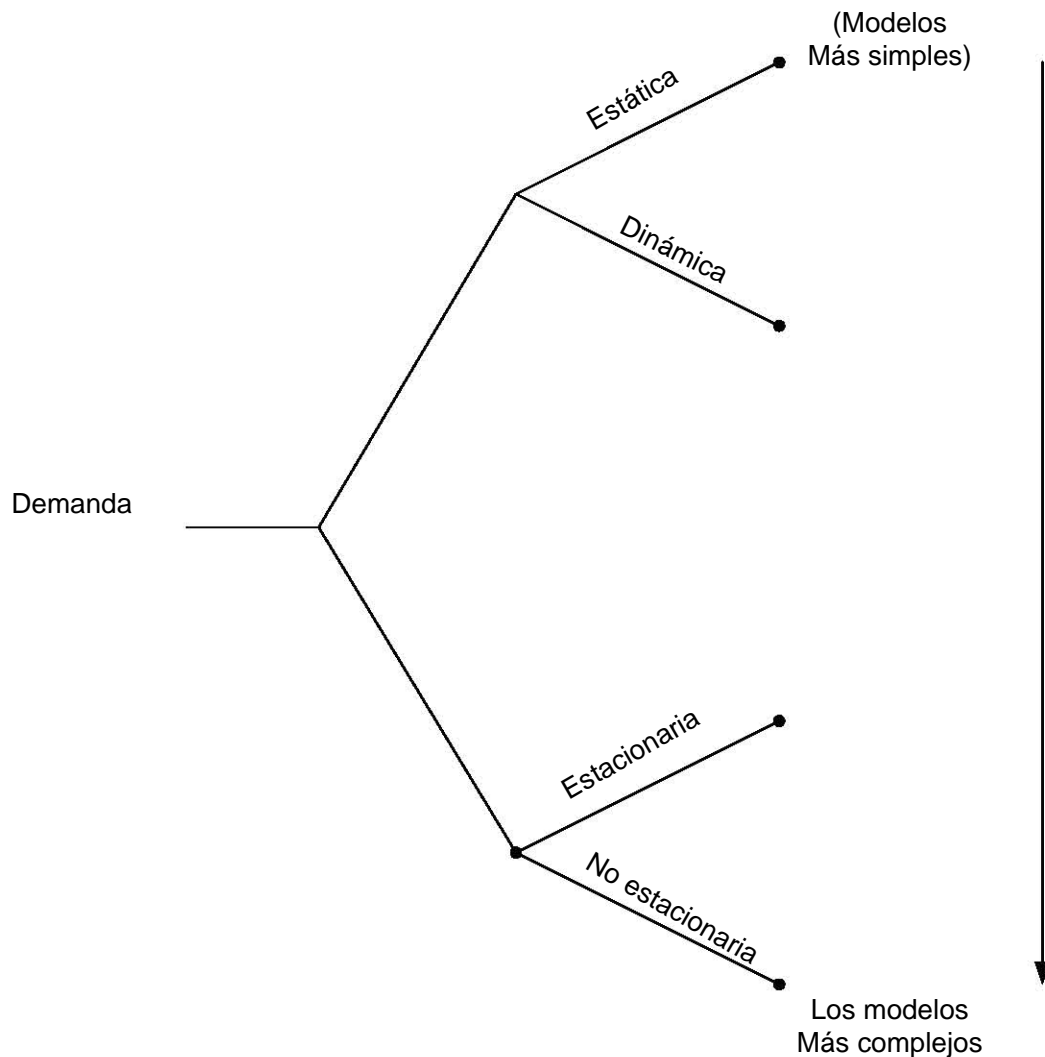 (Modelos
Más simples)
Estática
Dinámica
Demanda
Estacionaria
No estacionaria
Los modelos
Más complejos